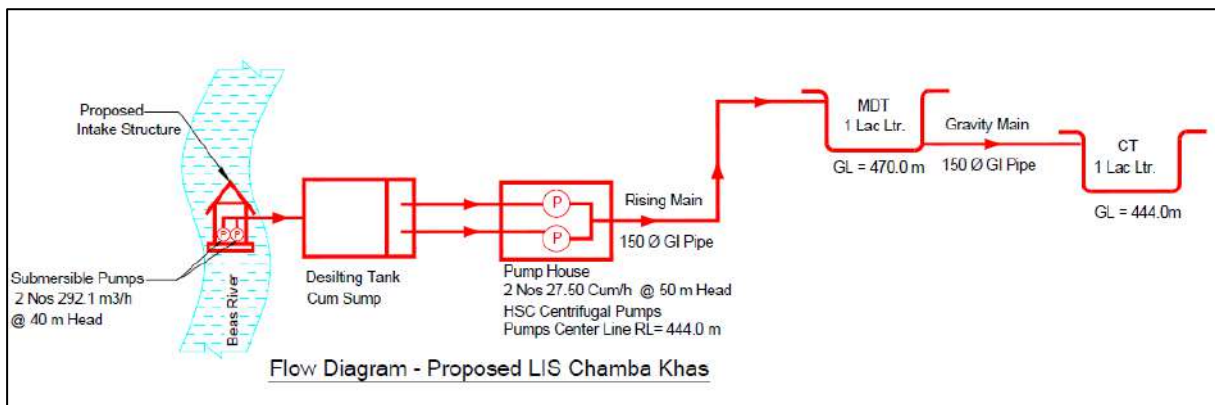 Proposed
Intake Structure
Submersible Pumps
2 Nos 292.1 m3/h
@ 40 m Head
Beas River
Desilting Tank
Cum Sump
P
P
P
P
Pump House
2 Nos 27.50 Cum/h @ 50 m Head
HSC Centrifugal Pumps
Pumps Center Line RL= 444.0 m
Rising Main
150 Ø GI Pipe
MDT
1 Lac Ltr.
GL = 470.0 m
Gravity Main
150 Ø GI Pipe
CT
1 Lac Ltr.
GL = 444.0m
Flow Diagram - Proposed LIS Chamba Khas